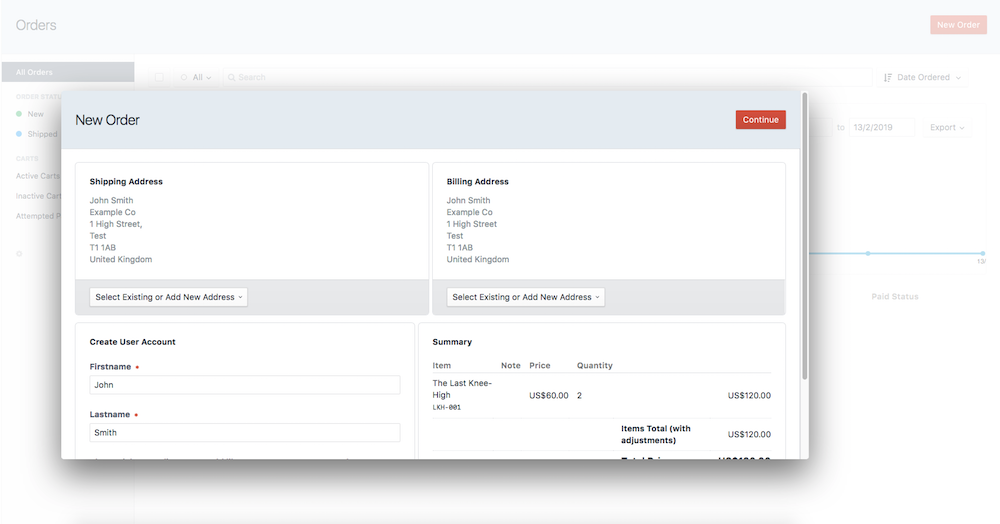 Orders
New Order
All Orders
All
Search
Date Ordered
ORDER STATU
New
Shipped
to
13/2/2019
Export
CARTS
Active Carts
Inactive Cart
Attempted P
13/
Paid Status
New Order
Continue
Shipping Address
John Smith
Example Co
1 High Street,
Test
T1 1AB
United Kingdom
Select Existing or Add New Address
Billing Address
John Smith
Example Co
1 High Street
Test
T1 1AB
United Kingdom
Select Existing or Add New Address
Create User Account
Firstname
John
Lastname
Smith
Summary
Item Note Price Quantity
The Last Knee-
High
LKH-001
US$60.00 2 US$120.00
Items Total (with
adjustments)
US$120.00